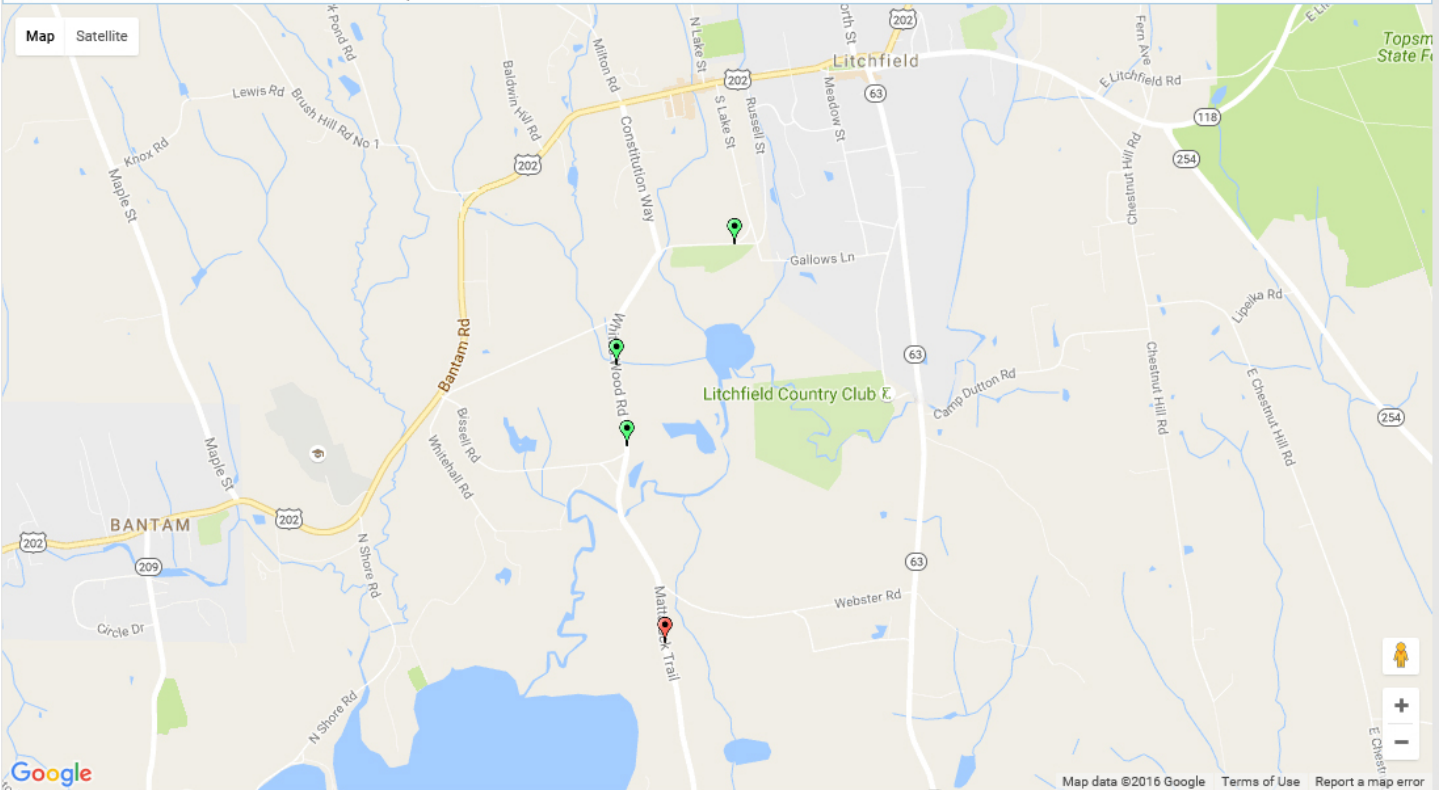 Map
Satellite
k Pond Rd
Lewis Rd
Brush Hill Rd No 1
Knox Rd
Maple St
Baldwin Hill Rd
Milton Rd
N Lake St
202
S Lake St
Russell St
Constitution Way
orth St
202
Litchfield
63
Meadow St
Fern Ave
E Litchfield Rd
Topsm
State F
118
254
202
Chestnut Hill Rd
Gallows Ln
Lipeika Rd
Bantam Rd
Wood Rd
63
Litchfield Country Club
Camp Dutton Rd
Chestnut Hill Rd
E Chestnut Hill Rd
254
Bissell Rd
Whitehall Rd
Maple St
BANTAM
202
202
209
N Shore Rd
63
Circle Dr
Webster Rd
Trail
N Shore Rd
E Chest
Google
Map data ©2016 Google
Terms of Use
Report a map error